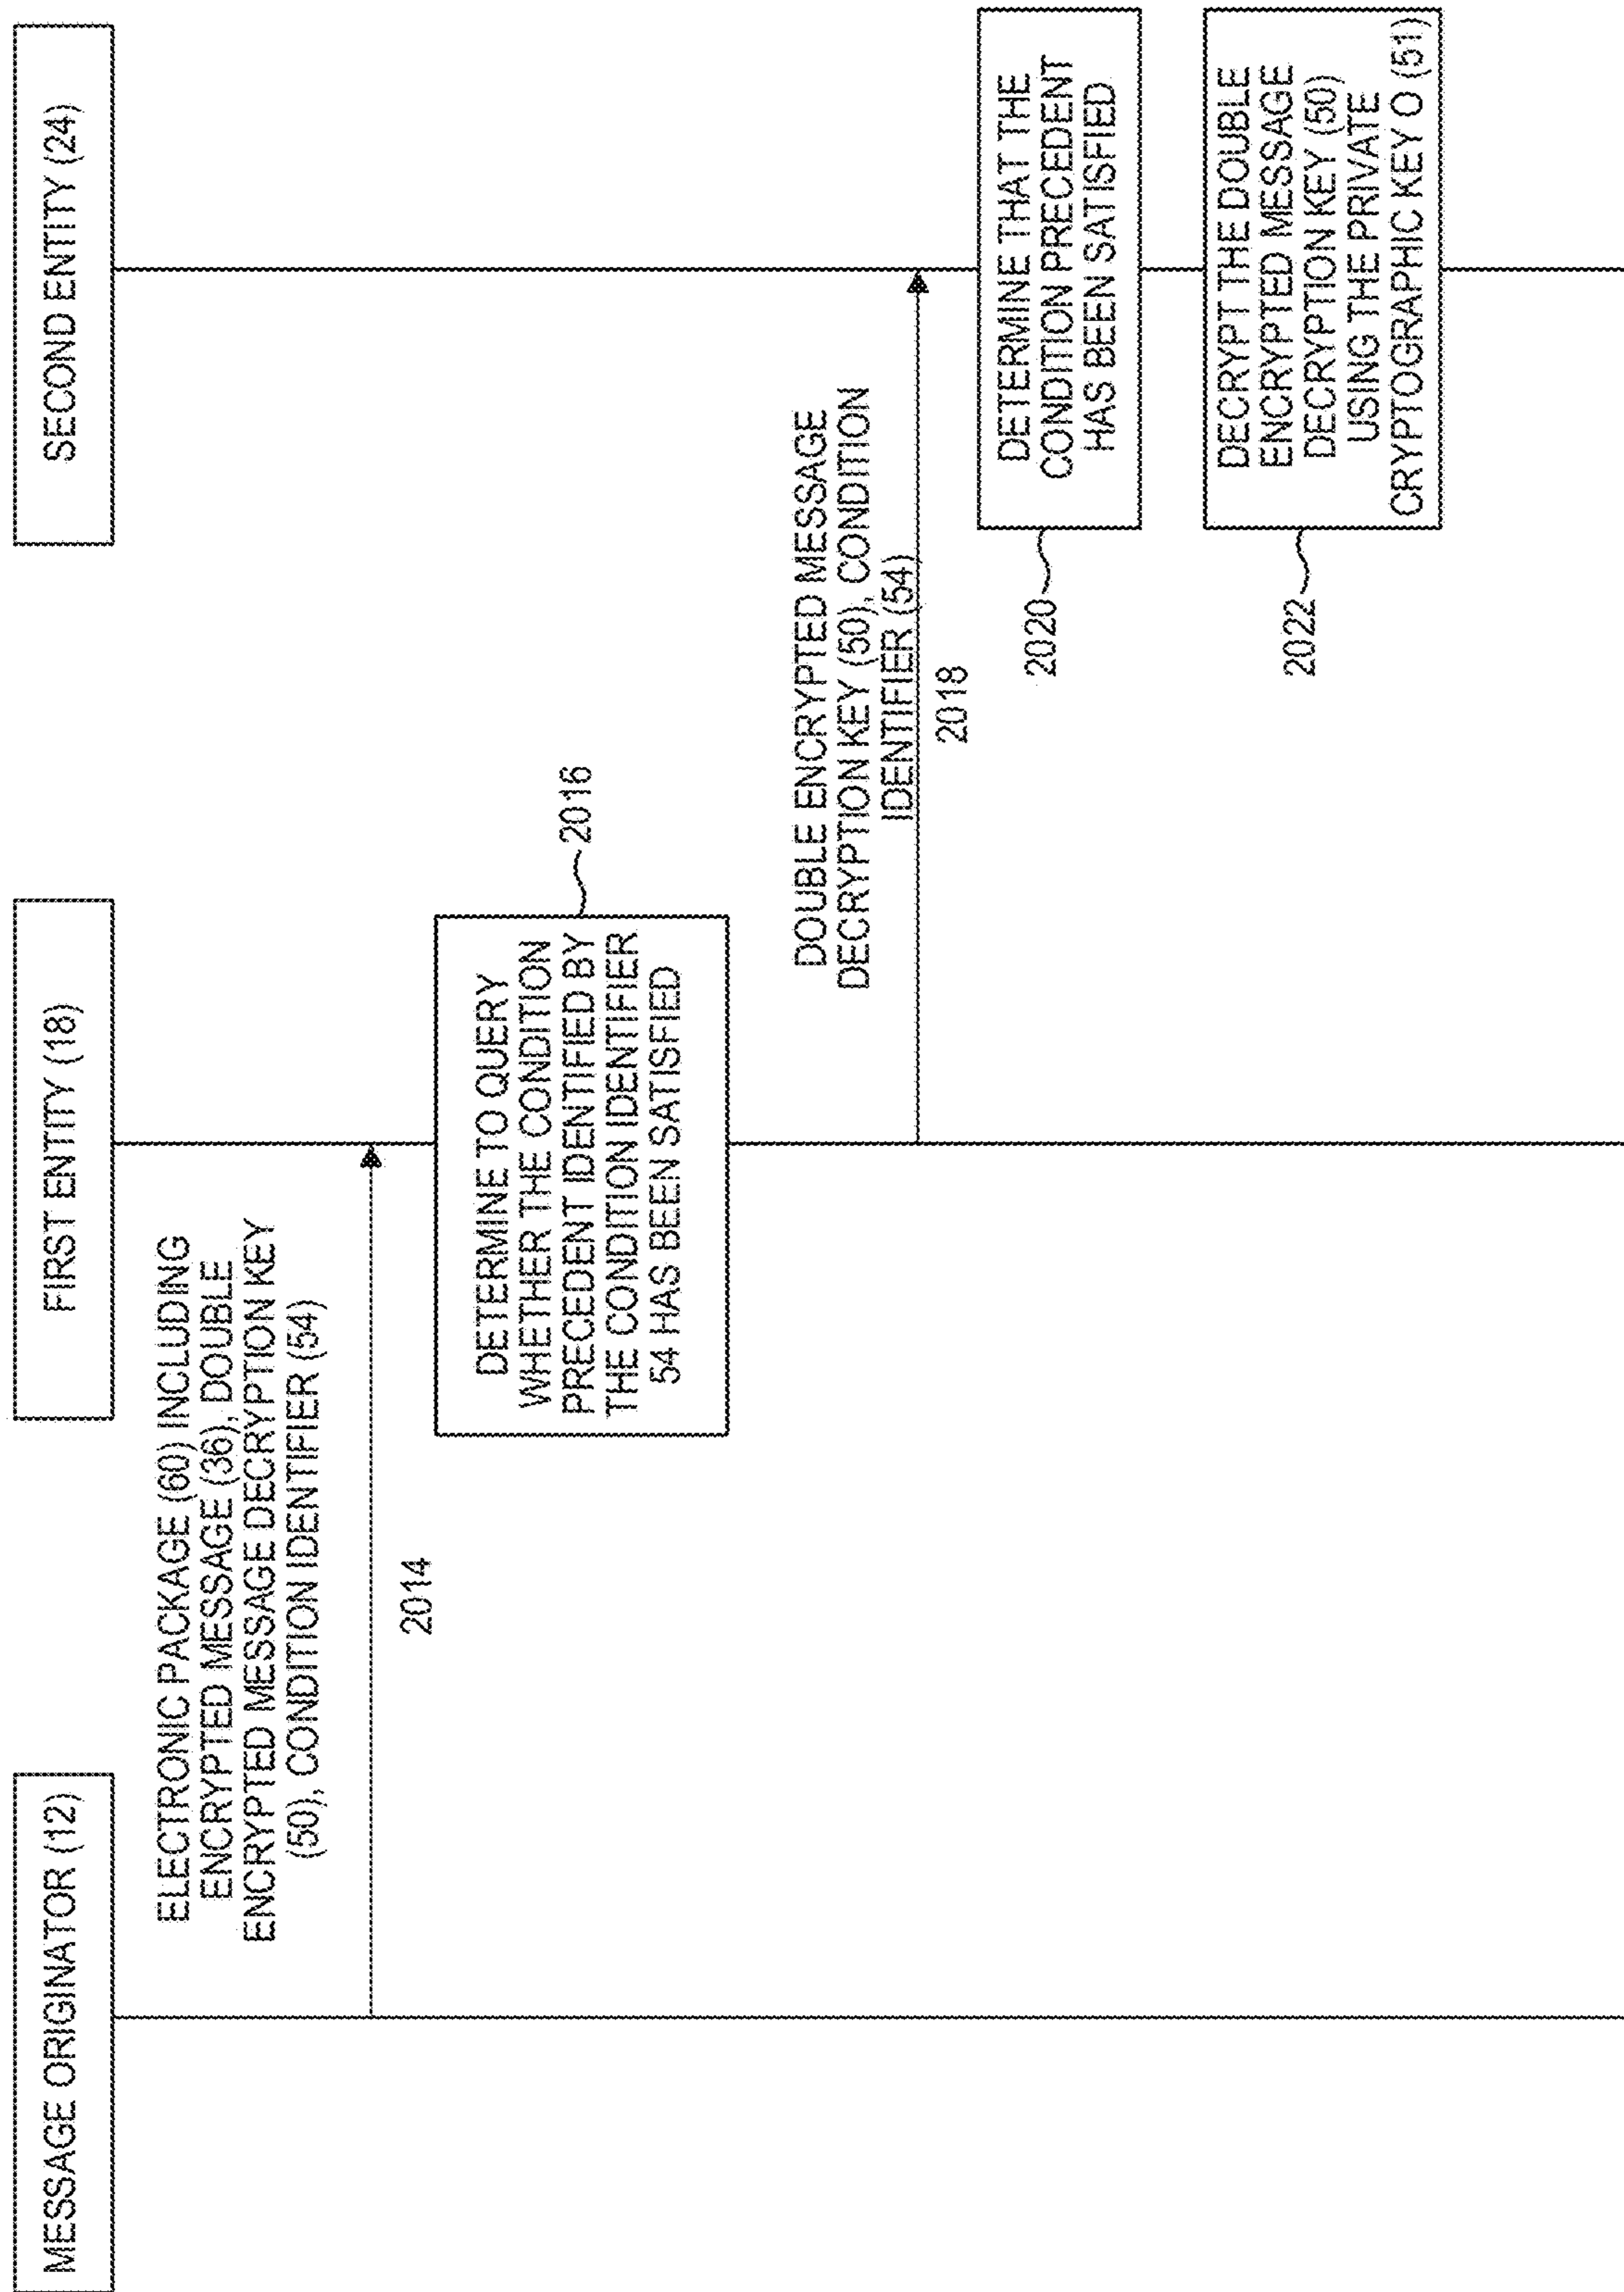 MESSAGE ORIGINATOR (12)
FIRST ENTITY (18)
SECOND ENTITY (24)
ELECTRONIC PACKAGE (60) INCLUDING
ENCRYPTED MESSAGE (36), DOUBLE
ENCRYPTED MESSAGE DECRYPTION KEY
(50), CONDITION IDENTIFIER (54)
2014
DETERMINE TO QUERY
WHETHER THE CONDITION
PRECEDENT IDENTIFIED BY
THE CONDITION IDENTIFIER
54 HAS BEEN SATISFIED
2016
DOUBLE ENCRYPTED MESSAGE
DECRYPTION KEY (50), CONDITION
IDENTIFIER (54)
2018
DETERMINE THAT THE
CONDITION PRECEDENT
HAS BEEN SATISFIED
2020
DECRYPT THE DOUBLE
ENCRYPTED MESSAGE
DECRYPTION KEY (50)
USING THE PRIVATE
CRYPTOGRAPHIC KEY O (51)
2022